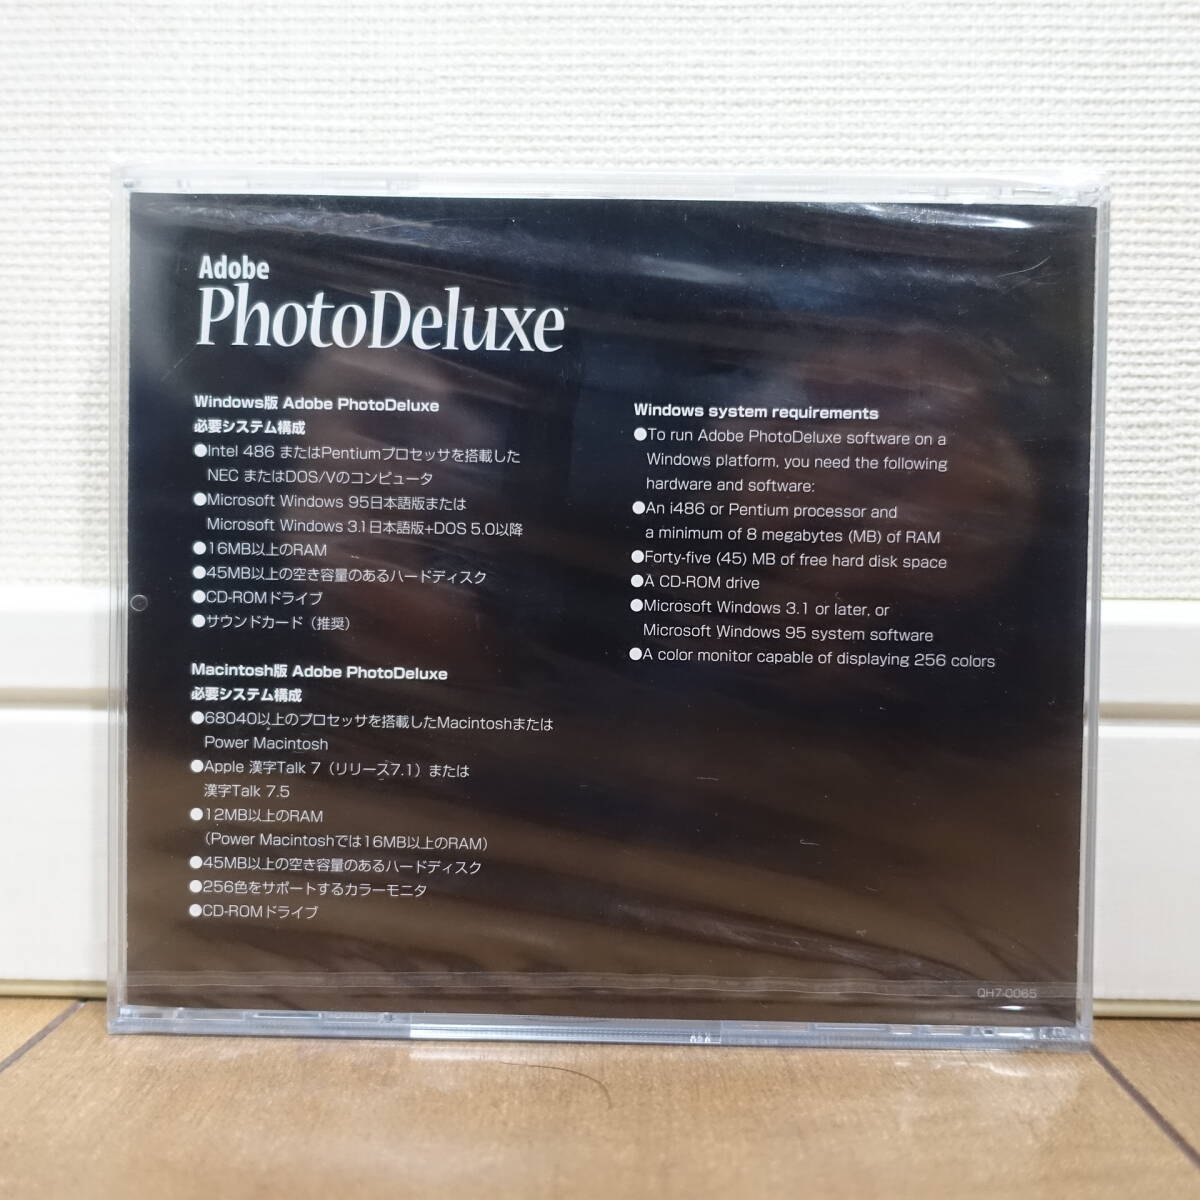 Adobe
PhotoDeluxe™
Windows版 Adobe PhotoDeluxe
必要システム構成
●Intel 486 またはPentiumプロセッサを搭載した
NEC またはDOS/Vのコンピュータ
●Microsoft Windows 95日本語版または
Microsoft Windows 3.1日本語版+DOS 5.0以降
●16MB以上のRAM
●45MB以上の空き容量のあるハードディスク
●CD-ROMドライブ
●サウンドカード（推奨）
Macintosh版 Adobe PhotoDeluxe
必要システム構成
●68040以上のプロセッサを搭載したMacintoshまたは
Power Macintosh
●Apple 漢字Talk 7（リリース7.1）または
漢字Talk 7.5
●12MB以上のRAM
（Power Macintoshでは16MB以上のRAM）
●45MB以上の空き容量のあるハードディスク
●256色をサポートするカラーモニタ
●CD-ROMドライブ
Windows system requirements
●To run Adobe PhotoDeluxe software on a
Windows platform, you need the following
hardware and software:
●An i486 or Pentium processor and
a minimum of 8 megabytes (MB) of RAM
●Forty-five (45) MB of free hard disk space
●A CD-ROM drive
●Microsoft Windows 3.1 or later, or
Microsoft Windows 95 system software
●A color monitor capable of displaying 256 colors
QH7-0065